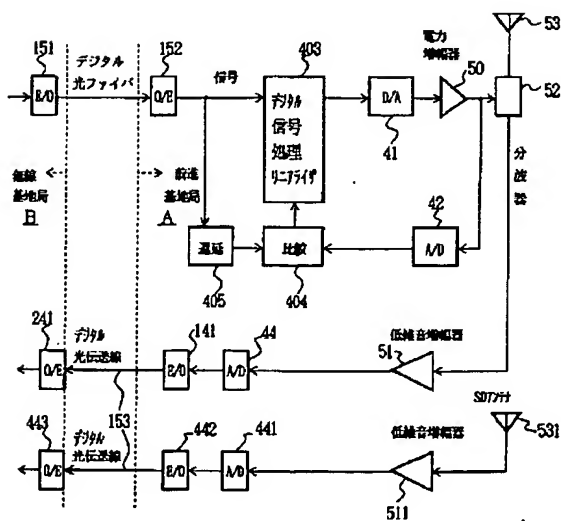 151
デジタル
光ファイバ
152
信号
403
電力
増幅器
50
53
E/O
O/E
デジタル
信号
処理
リニアライザ
D/A
41
52
分波器
無線
基地局
B
前進
基地局
A
遅延
405
比較
404
42
A/D
241
デジタル
光伝送線
141
44
低雑音増幅器
51
O/E
E/O
A/D
SDアンテナ
443
153
デジタル
光伝送線
442
441
低雑音増幅器
531
O/E
E/O
A/D
511